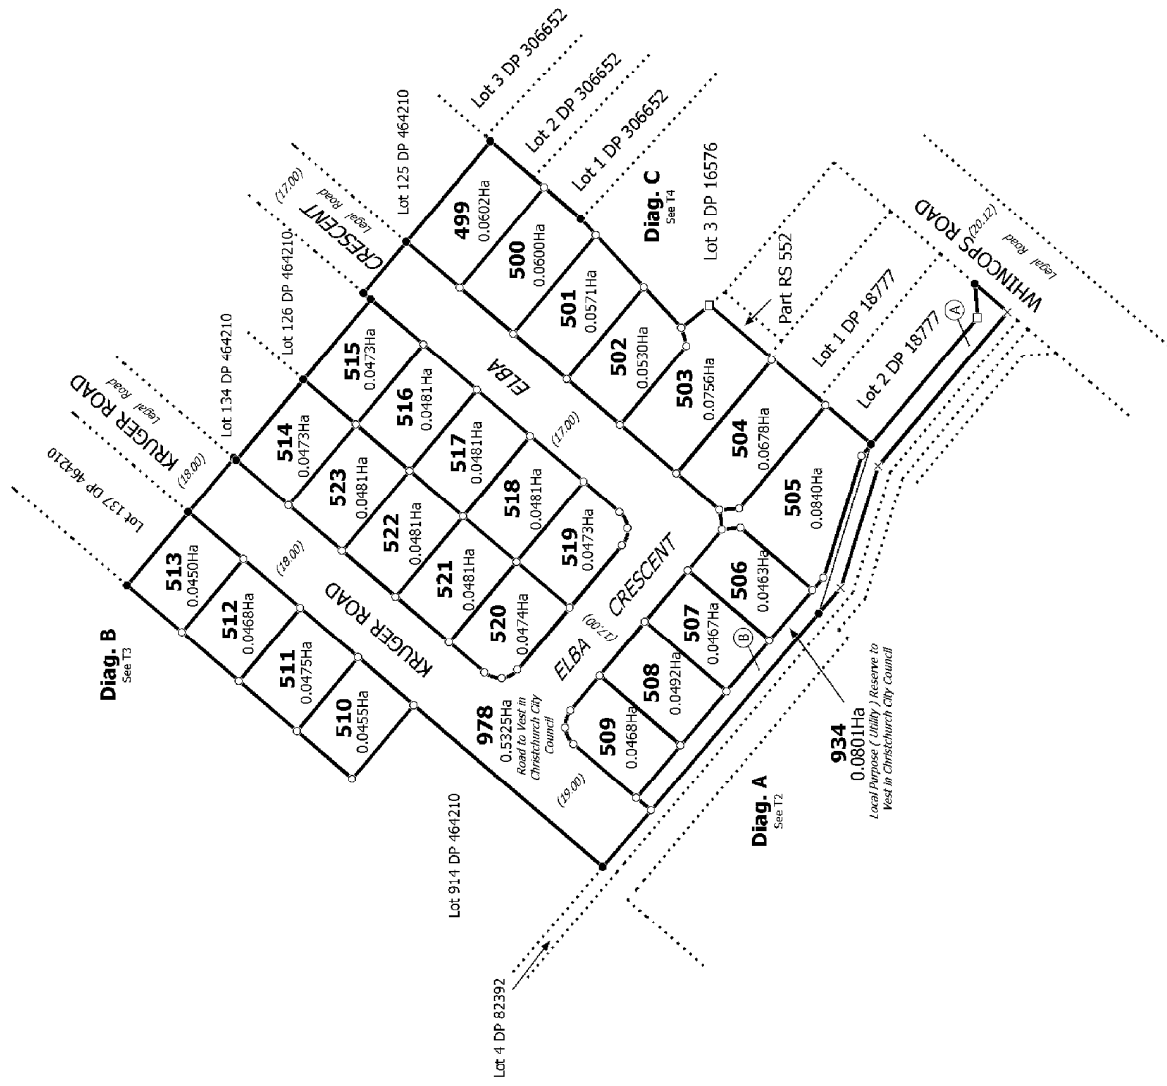 Lot 3 DP 306652
Lot 2 DP 306652
Lot 1 DP 306652
Lot 125 DP 464210
(17.00)
Legal Road
CRESCENT
Lot 126 DP 464210
Lot 134 DP 464210
Legal Road
KRUGER ROAD
(18.00)
Lot 137 DP 464210
Diag. B
See T3
Diag. C
See T4
Lot 3 DP 16576
Part RS 552
Lot 1 DP 18777
Lot 2 DP 18777
WHINCOPS ROAD
(20.12)
Legal Road
A
499
0.0602Ha
500
0.0600Ha
501
0.0571Ha
502
0.0530Ha
503
0.0756Ha
504
0.0678Ha
505
0.0840Ha
506
0.0463Ha
507
0.0467Ha
508
0.0492Ha
509
0.0468Ha
B
515
0.0473Ha
516
0.0481Ha
517
0.0481Ha
518
0.0481Ha
519
0.0473Ha
514
0.0473Ha
523
0.0481Ha
522
0.0481Ha
521
0.0481Ha
520
0.0474Ha
513
0.0450Ha
512
0.0468Ha
511
0.0475Ha
510
0.0455Ha
ELBA
(17.00)
(18.00)
KRUGER ROAD
ELBA CRESCENT
(17.00)
978
0.5325Ha
Road to Vest in
Christchurch City
Council
(19.00)
Diag. A
See T2
934
0.0801Ha
Local Purpose ( Utility ) Reserve to
Vest in Christchurch City Council
Lot 914 DP 464210
Lot 4 DP 82392